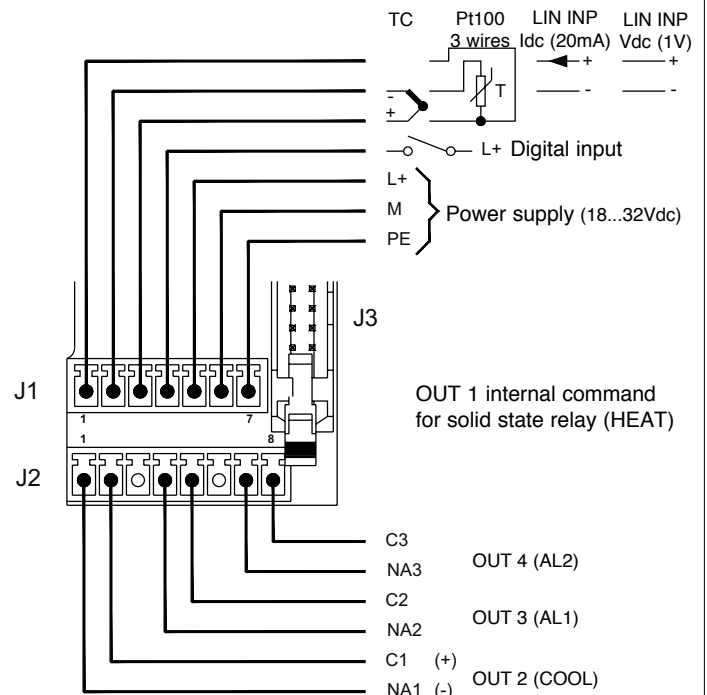 TC Pt100 LIN INP LIN INP
3 wires Idc (20mA) Vdc (1V)
+ +
- T - -
+
L+ Digital input
L+
M Power supply (18...32Vdc)
PE
J3
J1
OUT 1 internal command
for solid state relay (HEAT)
1 7
1 8
J2
C3
OUT 4 (AL2)
NA3
C2
OUT 3 (AL1)
NA2
C1 (+)
OUT 2 (COOL)
NA1 (-)